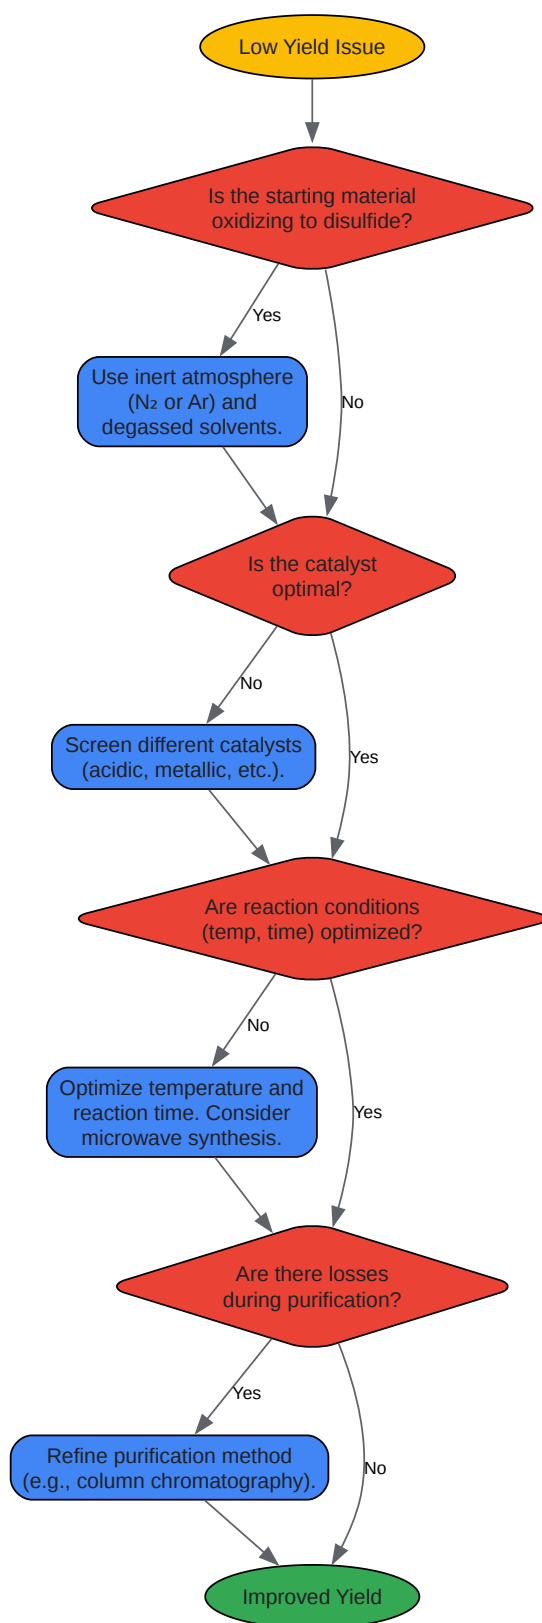 Low Yield Issue
Is the starting material
oxidizing to disulfide?
Yes
Use inert atmosphere
(N₂ or Ar) and
degassed solvents.
No
Is the catalyst
optimal?
No
Screen different catalysts
(acidic, metallic, etc.).
Yes
Are reaction conditions
(temp, time) optimized?
No
Optimize temperature and
reaction time. Consider
microwave synthesis.
Yes
Are there losses
during purification?
Yes
Refine purification method
(e.g., column chromatography).
No
Improved Yield